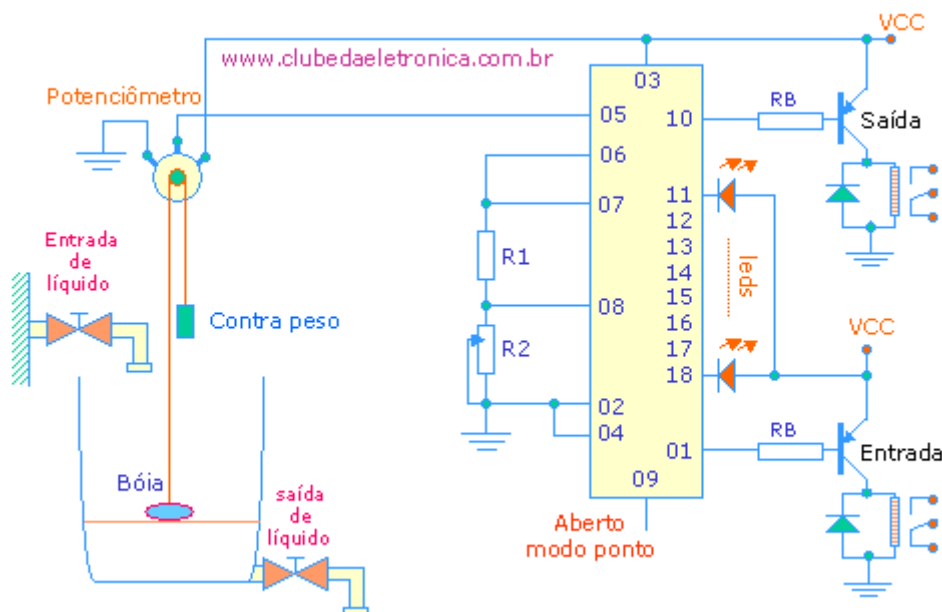 VCC
www.clubedaeletronica.com.br
Potenciômetro
03
05
10
RB
Saída
06
07
11
12
13
14
15
16
17
18
leds
R1
08
R2
02
04
01
09
Entrada
de
líquido
Contra peso
VCC
RB
Entrada
Bóia
saída
de
líquido
Aberto
modo ponto